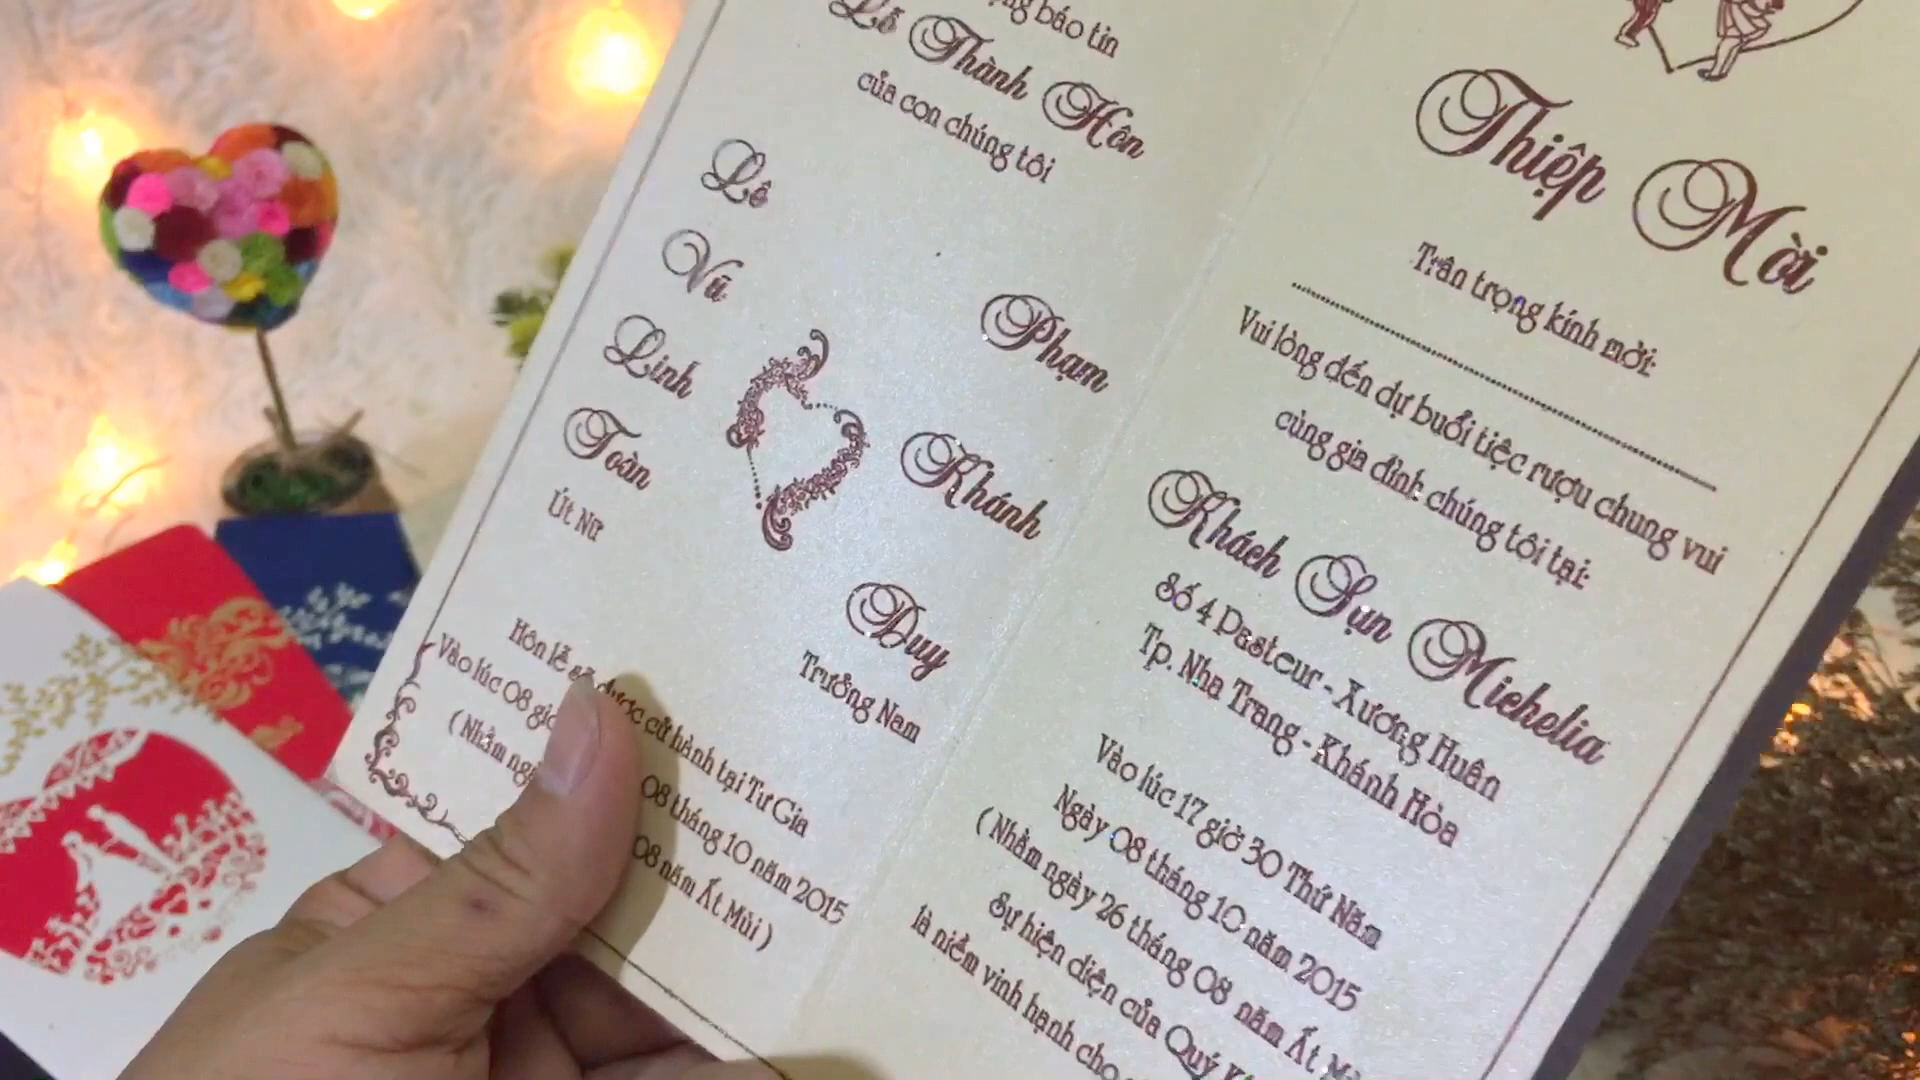 báo tin
Lễ Thành Hôn
của con chúng tôi
Lê
Vũ
Linh
Toàn
Út Nữ
Phạm
Khánh
Duy
Trưởng Nam
Hôn lễ sẽ được cử hành tại Tư Gia
Vào lúc 08 giờ
08 tháng 10 năm 2015
( Nhằm
08 năm Ất Mùi )
Thiệp Mời
Trân trọng kính mời:
Vui lòng đến dự buổi tiệc rượu chung vui
cùng gia đình chúng tôi tại:
Khách Sạn Michelia
Số 4 Pasteur - Xương Huân
Tp. Nha Trang - Khánh Hòa
Vào lúc 17 giờ 30 Thứ Năm
Ngày 08 tháng 10 năm 2015
( Nhằm ngày 26 tháng 08 năm Ất
Sự hiện diện của Quý
là niềm vinh hạnh cho